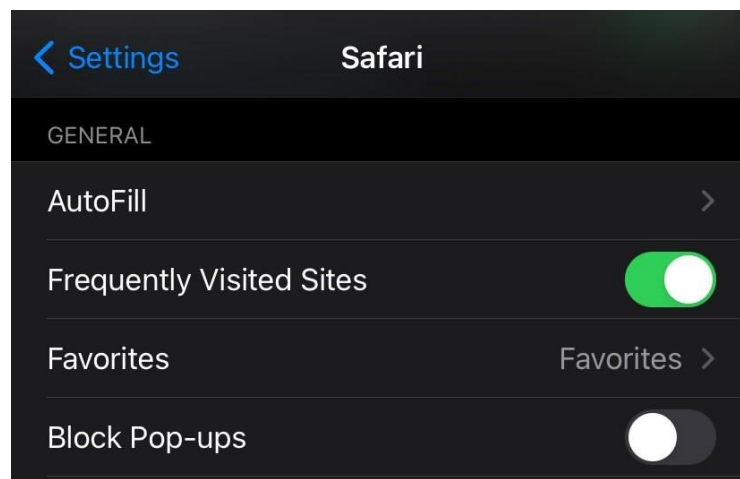 Settings Safari
GENERAL
AutoFill
Frequently Visited Sites
Favorites Favorites
Block Pop-ups